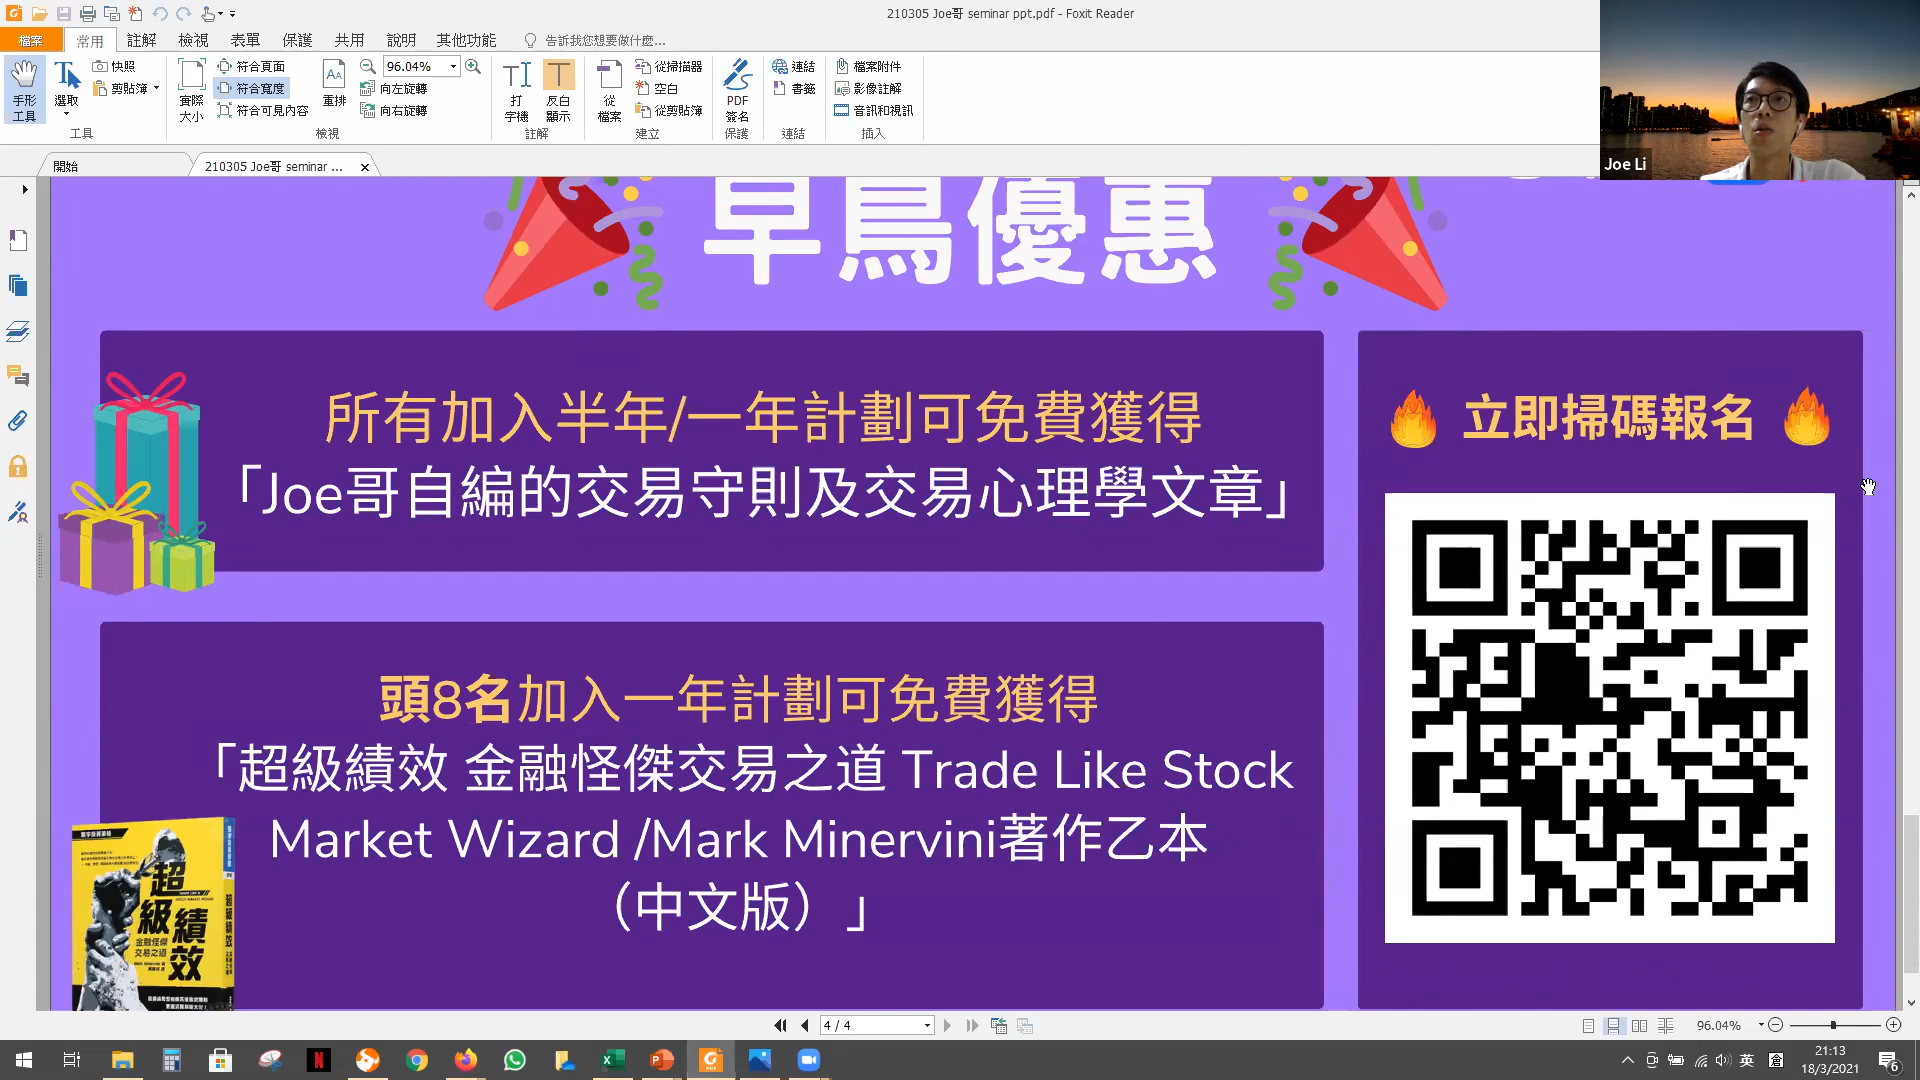 210305 Joe哥 seminar ppt.pdf - Foxit Reader
檔案 常用 註解 檢視 表單 保護 共用 說明 其他功能 告訴我您想要做什麼...
手形工具
選取
快照
剪貼簿
工具
實際大小
符合頁面
符合寬度
符合可見內容
重排
96.04%
向左旋轉
向右旋轉
檢視
打字機
反白顯示
註解
從檔案
從掃描器
空白
從剪貼簿
建立
PDF簽名
保護
連結
書籤
連結
檔案附件
影像註解
音訊和視訊
插入
Joe Li
開始
210305 Joe哥 seminar ...
早鳥優惠
所有加入半年/一年計劃可免費獲得
「Joe哥自編的交易守則及交易心理學文章」
立即掃碼報名
頭8名加入一年計劃可免費獲得
「超級績效 金融怪傑交易之道 Trade Like Stock
Market Wizard /Mark Minervini著作乙本
（中文版）」
超級績效
金融怪傑
交易之道
4 / 4
96.04%
英
21:13
18/3/2021
6